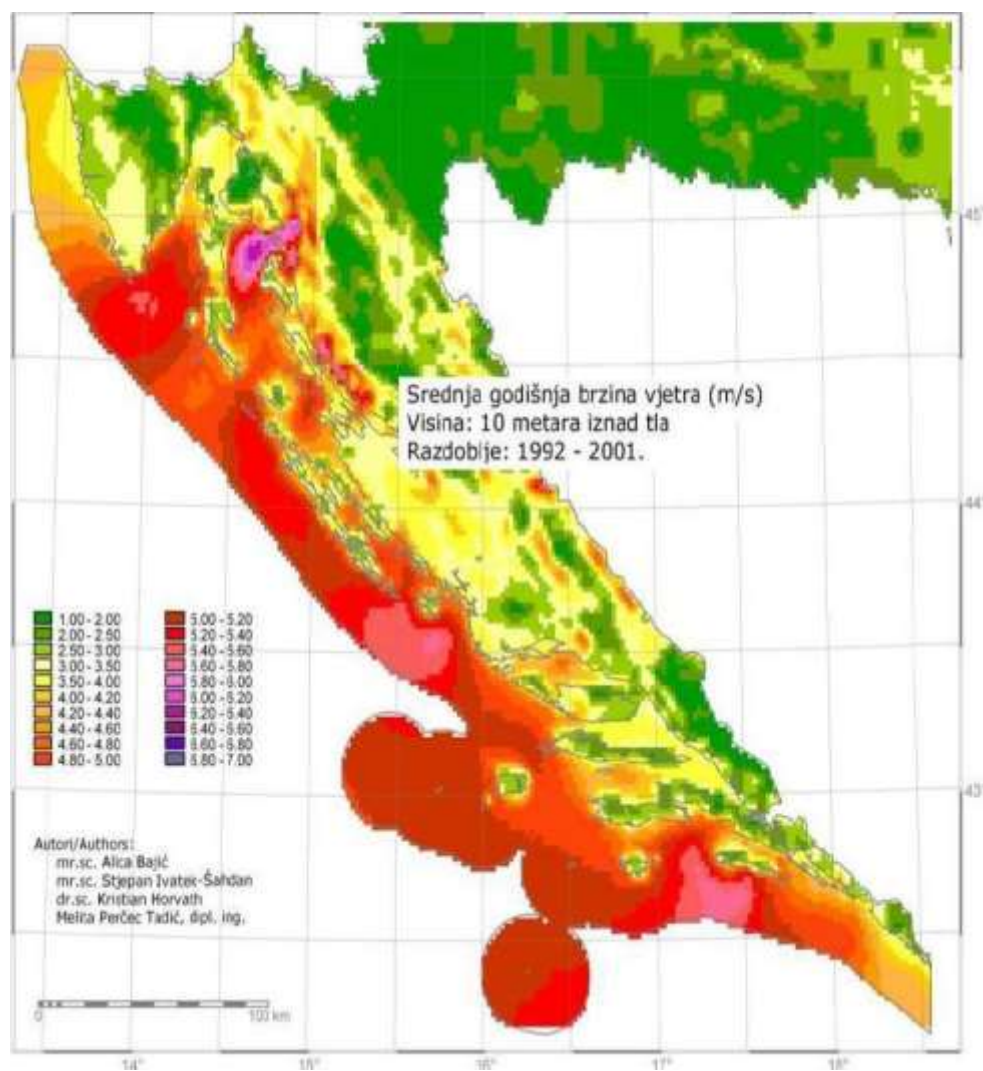 Srednja godišnja brzina vjetra (m/s)
Visina: 10 metara iznad tla
Razdoblje: 1992 - 2001.
45°
44°
43°
1.00 - 2.00
2.00 - 2.50
2.50 - 3.00
3.00 - 3.50
3.50 - 4.00
4.00 - 4.20
4.20 - 4.40
4.40 - 4.60
4.60 - 4.80
4.80 - 5.00
5.00 - 5.20
5.20 - 5.40
5.40 - 5.60
5.60 - 5.80
5.80 - 6.00
6.00 - 6.20
6.20 - 6.40
6.40 - 6.60
6.60 - 6.80
6.80 - 7.00
Autori/Authors:
mr.sc. Alica Bajić
mr.sc. Stjepan Ivatek-Šahdan
dr.sc. Kristian Horvath
Melita Perčec Tadić, dipl. ing.
0 100 km
14° 15° 16° 17° 18°